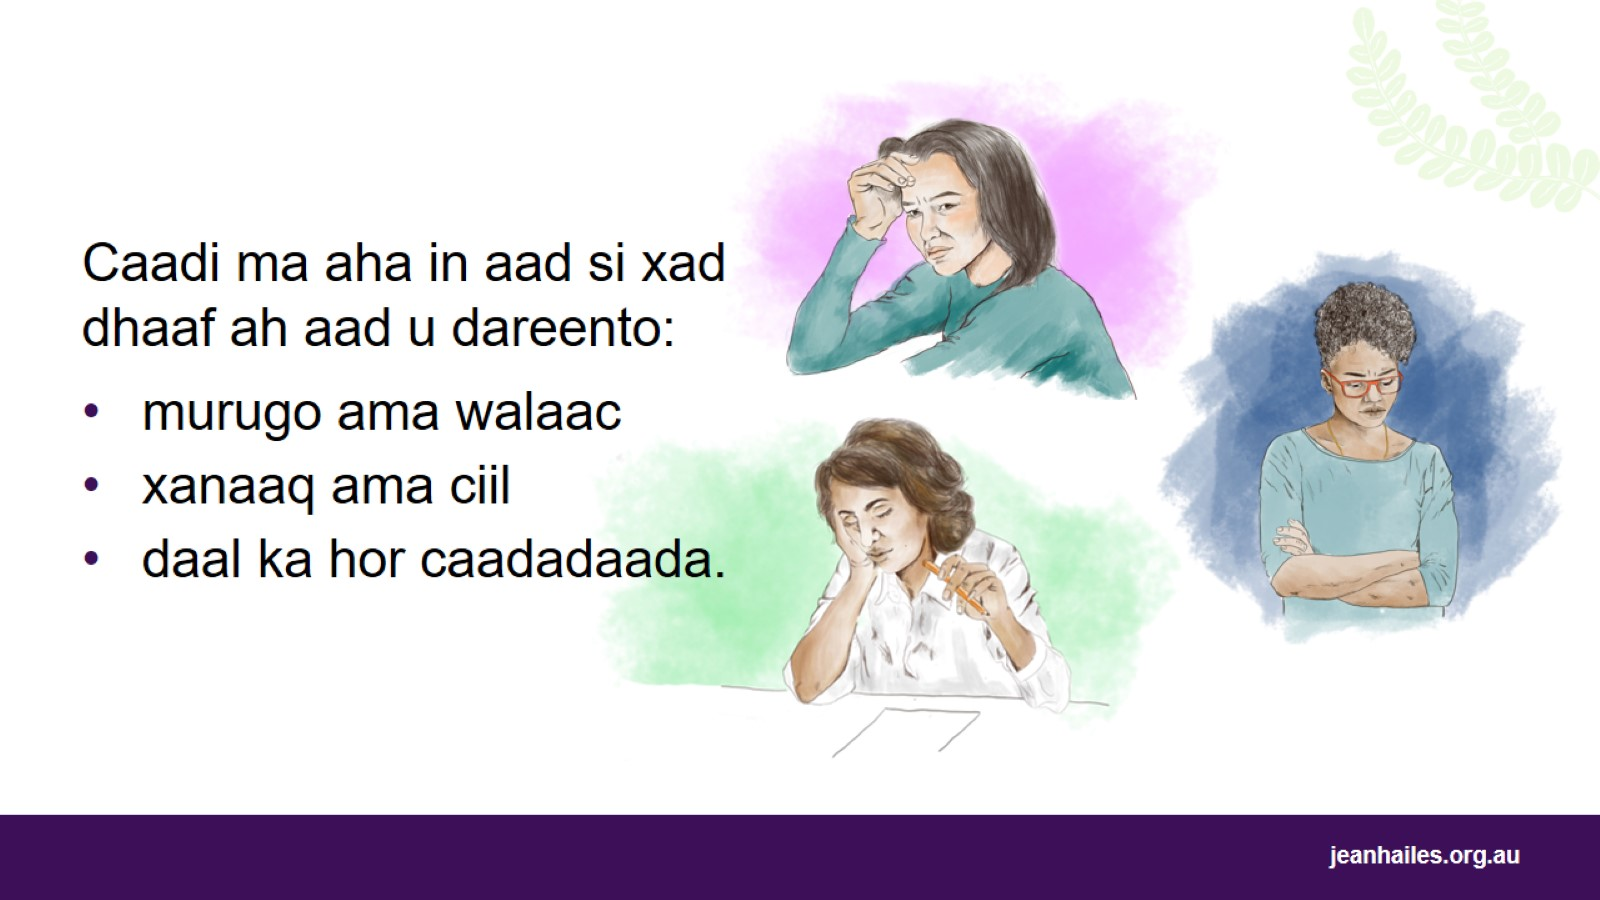 Caadi ma aha in aad si xad
dhaaf ah aad u dareento:
• murugo ama walaac
• xanaaq ama ciil
• daal ka hor caadadaada.
jeanhailes.org.au